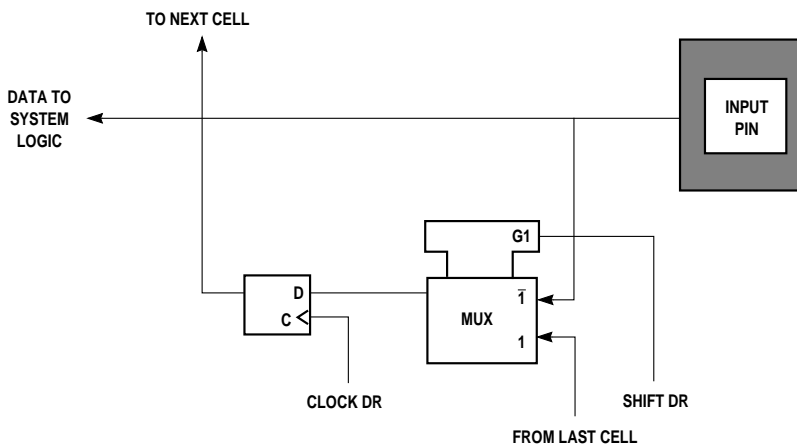 TO NEXT CELL
DATA TO
SYSTEM
LOGIC
INPUT
PIN
G1
D
1̅
C
MUX
1
CLOCK DR
SHIFT DR
FROM LAST CELL